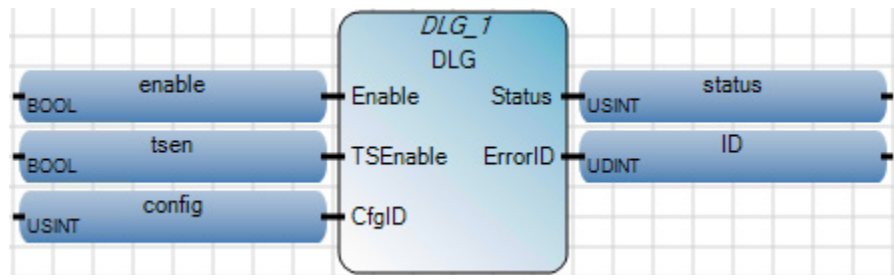 DLG_1
DLG
enable
BOOL
Enable
Status
status
USINT
tsen
BOOL
TSEnable
ErrorID
ID
UDINT
config
USINT
CfgID